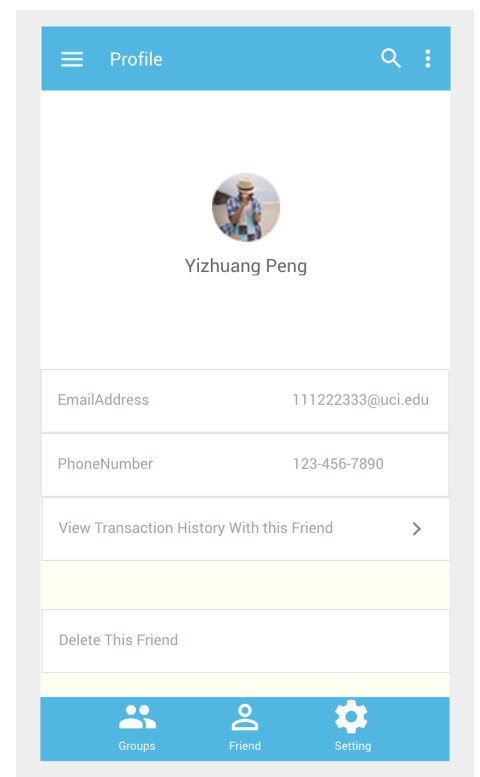 Profile
Yizhuang Peng
EmailAddress 111222333@uci.edu
PhoneNumber 123-456-7890
View Transaction History With this Friend
Delete This Friend
Groups Friend Setting